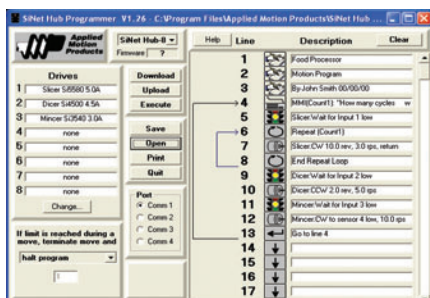 SiNet Hub Programmer V1.26 - C:\Program Files\Applied Motion Products\SiNet Hub ...
Applied Motion Products
SiNet Hub-8
Firmware ?
Help
Line
Description
Clear
Drives
1 Slicer Si5580 5.0A
2 Dicer Si4500 4.5A
3 Mincer Si3540 3.0A
4 none
5 none
6 none
7 none
8 none
Change...
If limit is reached during a move, terminate move and
halt program
1
Download
Upload
Execute
Save
Open
Print
Quit
Port
Comm 1
Comm 2
Comm 3
Comm 4
1 Food Processor
2 Motion Program
3 By John Smith 00/00/00
4 MMI(Count1): "How many cycles w
5 Slicer:Wait for Input 1 low
6 Repeat (Count1)
7 Slicer:CW 10.0 rev, 3.0 rps, return
8 End Repeat Loop
9 Dicer:Wait for Input 2 low
10 Dicer:CCW 2.0 rev, 5.0 rps
11 Mincer:Wait for Input 3 low
12 Mincer:CW to sensor 4 low, 10.0 rps
13 Go to line 4
14
15
16
17